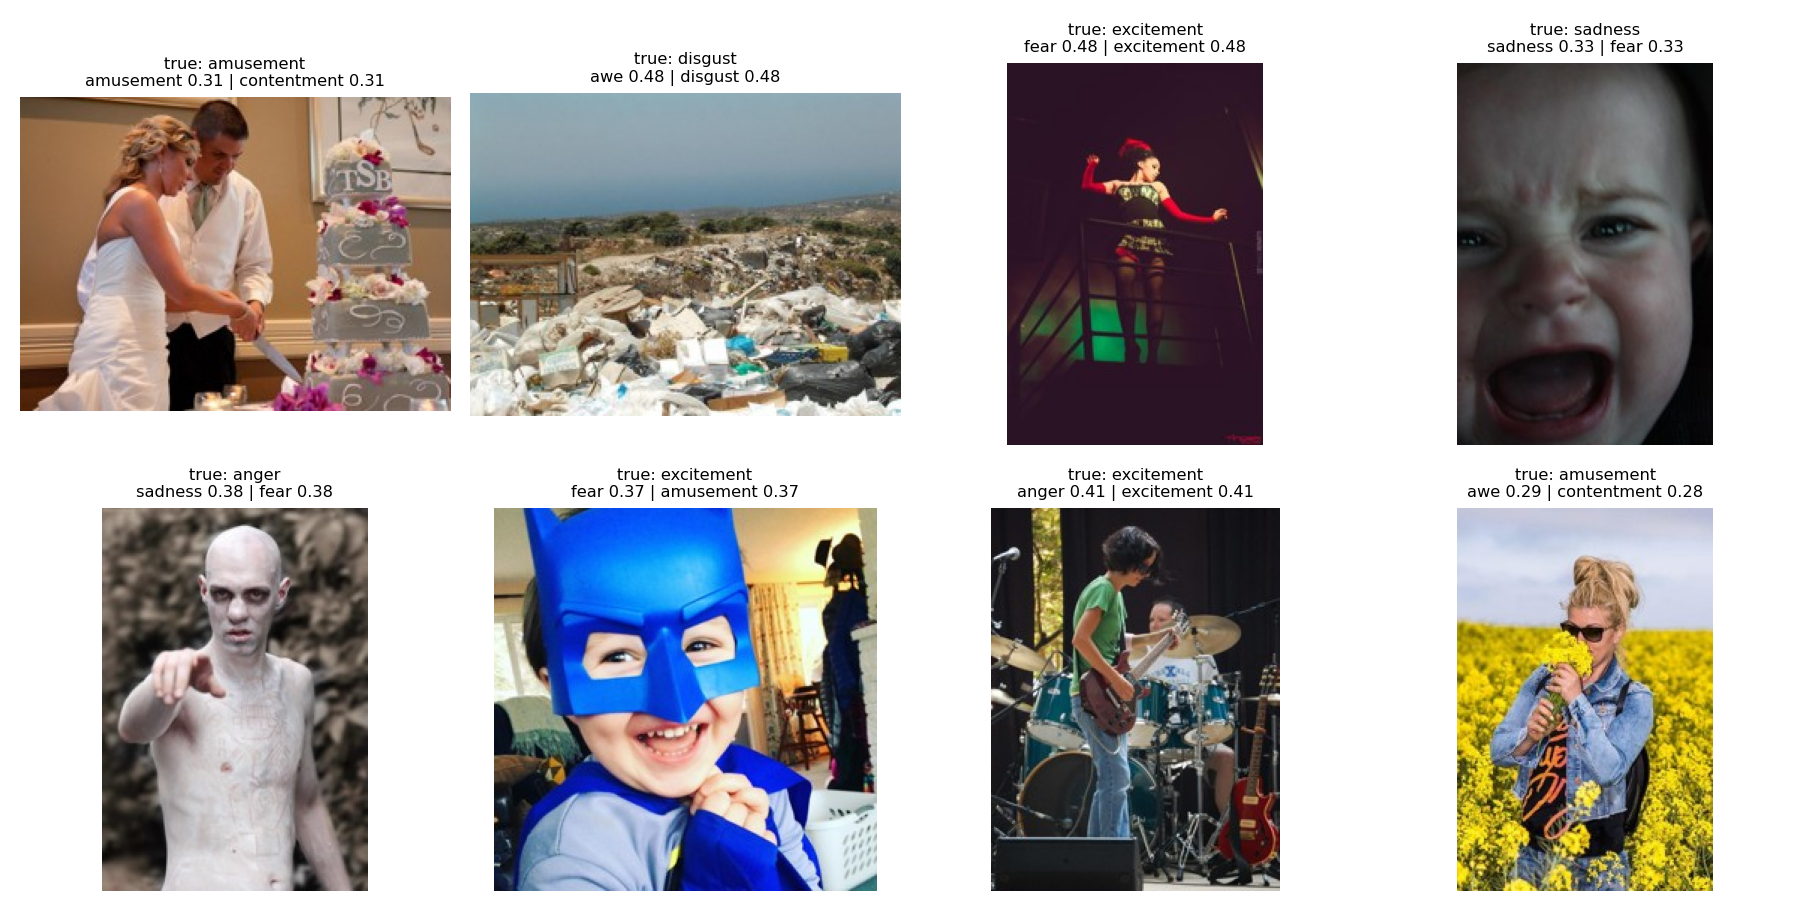 true: amusement
amusement 0.31 | contentment 0.31
true: disgust
awe 0.48 | disgust 0.48
true: excitement
fear 0.48 | excitement 0.48
true: sadness
sadness 0.33 | fear 0.33
TSB
true: anger
sadness 0.38 | fear 0.38
true: excitement
fear 0.37 | amusement 0.37
true: excitement
anger 0.41 | excitement 0.41
true: amusement
awe 0.29 | contentment 0.28